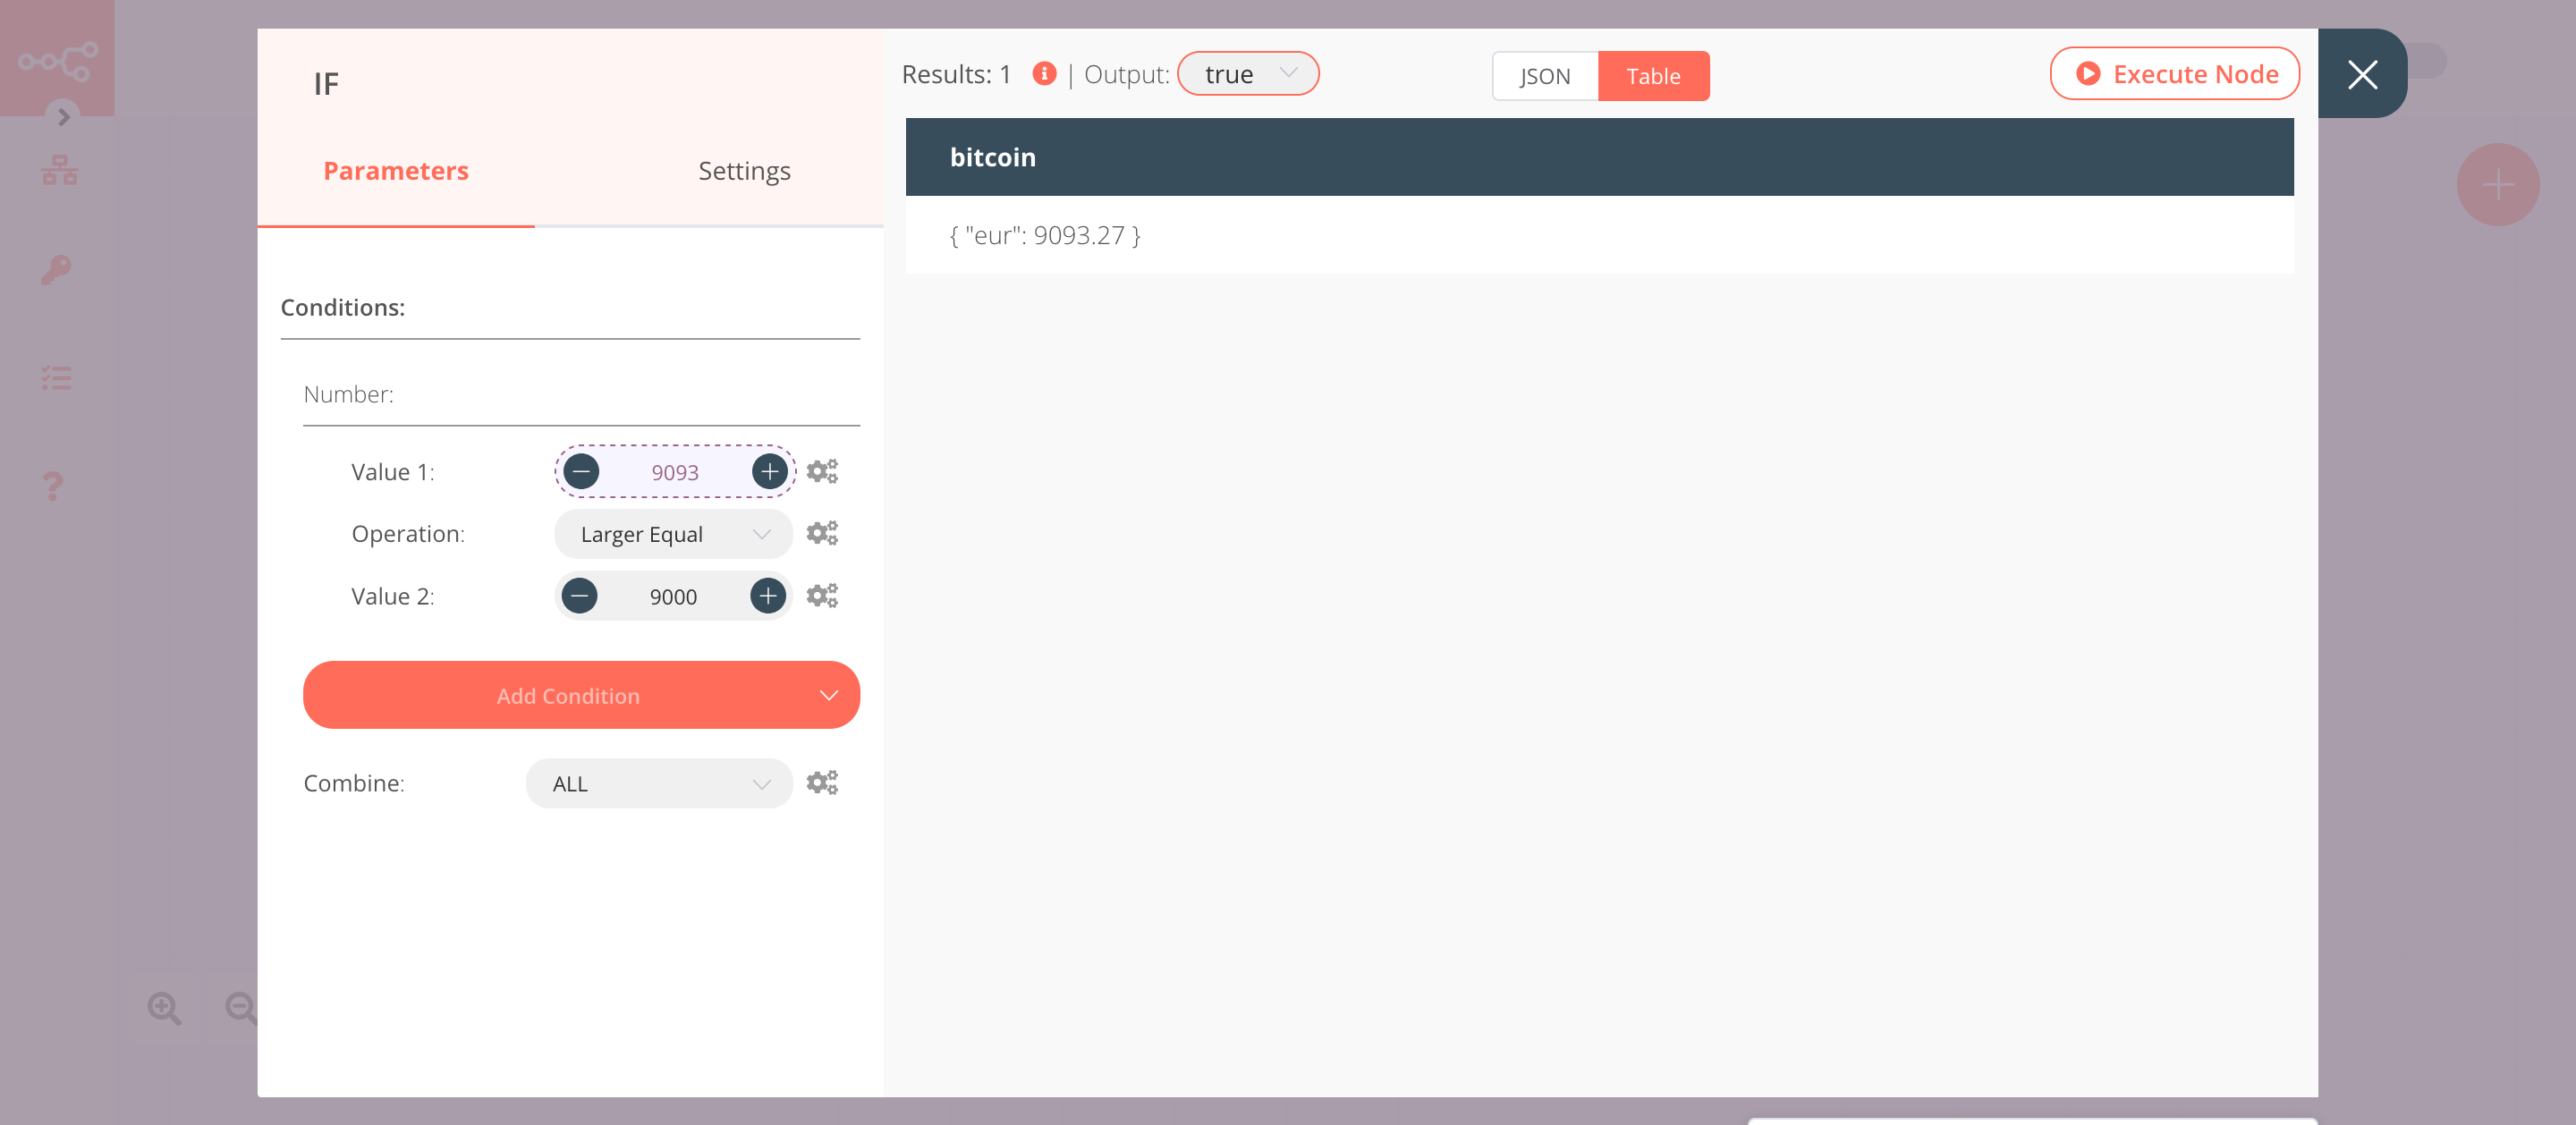 IF
Parameters
Settings
Conditions:
Number:
Value 1:
9093
Operation:
Larger Equal
Value 2:
9000
Add Condition
Combine:
ALL
Results: 1 | Output: true
JSON
Table
Execute Node
bitcoin
{ "eur": 9093.27 }